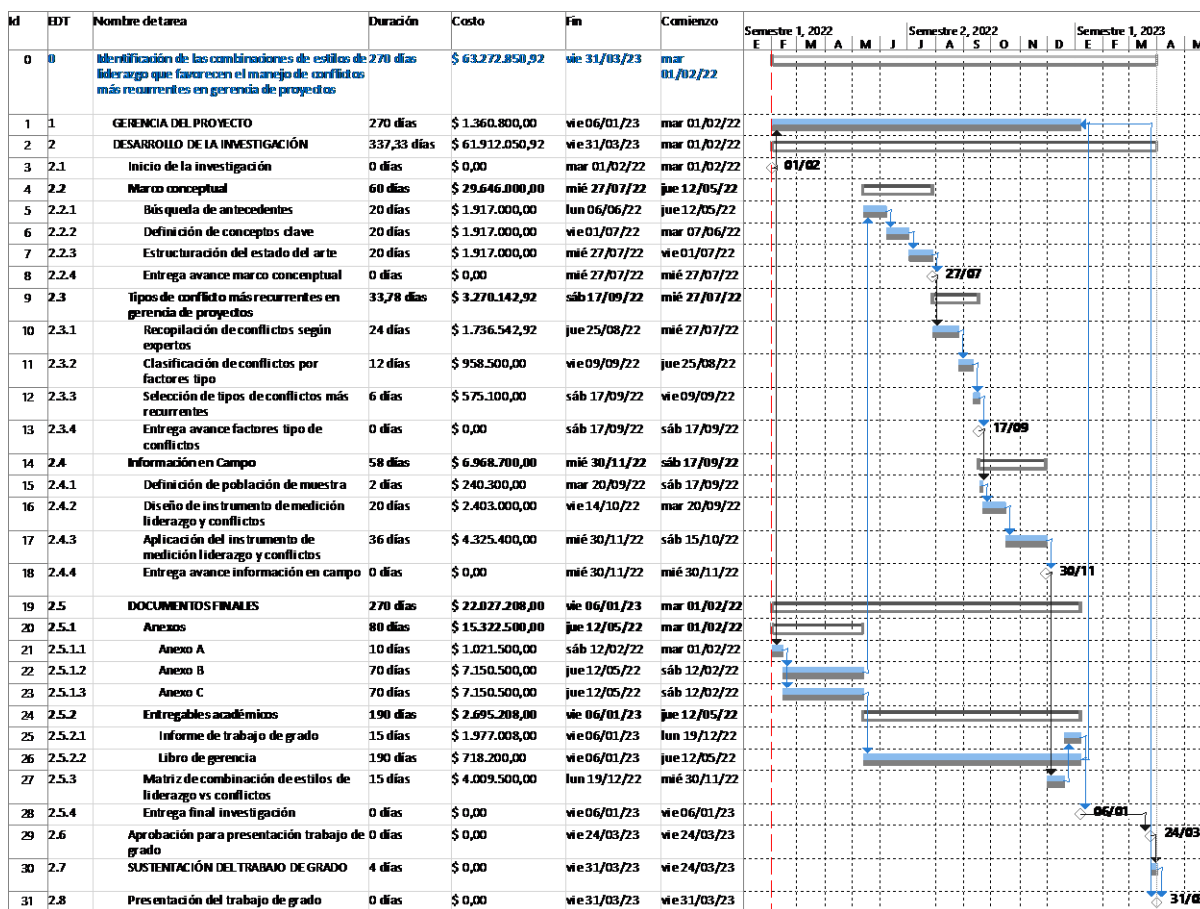 Id EDT Nombre de tarea Duración Costo Fin Comienzo
Semestre 1, 2022 Semestre 2, 2022 Semestre 1, 2023
E F M A M J J A S O N D E F M A M
0 0 Identificación de las combinaciones de estilos de 270 días $ 63.272.850,92 vie 31/03/23 mar
liderazgo que favorecen el manejo de conflictos 01/02/22
más recurrentes en gerencia de proyectos
1 1 GERENCIA DEL PROYECTO 270 días $ 1.360.800,00 vie 06/01/23 mar 01/02/22
2 2 DESARROLLO DE LA INVESTIGACIÓN 337,33 días $ 61.912.050,92 vie 31/03/23 mar 01/02/22
3 2.1 Inicio de la investigación 0 días $ 0,00 mar 01/02/22 mar 01/02/22 01/02
4 2.2 Marco conceptual 60 días $ 29.646.000,00 mié 27/07/22 jue 12/05/22
5 2.2.1 Búsqueda de antecedentes 20 días $ 1.917.000,00 lun 06/06/22 jue 12/05/22
6 2.2.2 Definición de conceptos clave 20 días $ 1.917.000,00 vie 01/07/22 mar 07/06/22
7 2.2.3 Estructuración del estado del arte 20 días $ 1.917.000,00 mié 27/07/22 vie 01/07/22
8 2.2.4 Entrega avance marco concenptual 0 días $ 0,00 mié 27/07/22 mié 27/07/22 27/07
9 2.3 Tipos de conflicto más recurrentes en 33,78 días $ 3.270.142,92 sáb 17/09/22 mié 27/07/22
gerencia de proyectos
10 2.3.1 Recopilación de conflictos según 24 días $ 1.736.542,92 jue 25/08/22 mié 27/07/22
expertos
11 2.3.2 Clasificación de conflictos por 12 días $ 958.500,00 vie 09/09/22 jue 25/08/22
factores tipo
12 2.3.3 Selección de tipos de conflictos más 6 días $ 575.100,00 sáb 17/09/22 vie 09/09/22
recurrentes
13 2.3.4 Entrega avance factores tipo de 0 días $ 0,00 sáb 17/09/22 sáb 17/09/22 17/09
conflictos
14 2.4 Información en Campo 58 días $ 6.968.700,00 mié 30/11/22 sáb 17/09/22
15 2.4.1 Definición de población de muestra 2 días $ 240.300,00 mar 20/09/22 sáb 17/09/22
16 2.4.2 Diseño de instrumento de medición 20 días $ 2.403.000,00 vie 14/10/22 mar 20/09/22
liderazgo y conflictos
17 2.4.3 Aplicación del instrumento de 36 días $ 4.325.400,00 mié 30/11/22 sáb 15/10/22
medición liderazgo y conflictos
18 2.4.4 Entrega avance información en campo 0 días $ 0,00 mié 30/11/22 mié 30/11/22 30/11
19 2.5 DOCUMENTOS FINALES 270 días $ 22.027.208,00 vie 06/01/23 mar 01/02/22
20 2.5.1 Anexos 80 días $ 15.322.500,00 jue 12/05/22 mar 01/02/22
21 2.5.1.1 Anexo A 10 días $ 1.021.500,00 sáb 12/02/22 mar 01/02/22
22 2.5.1.2 Anexo B 70 días $ 7.150.500,00 jue 12/05/22 sáb 12/02/22
23 2.5.1.3 Anexo C 70 días $ 7.150.500,00 jue 12/05/22 sáb 12/02/22
24 2.5.2 Entregables académicos 190 días $ 2.695.208,00 vie 06/01/23 jue 12/05/22
25 2.5.2.1 Informe de trabajo de grado 15 días $ 1.977.008,00 vie 06/01/23 lun 19/12/22
26 2.5.2.2 Libro de gerencia 190 días $ 718.200,00 vie 06/01/23 jue 12/05/22
27 2.5.3 Matriz de combinación de estilos de 15 días $ 4.009.500,00 lun 19/12/22 mié 30/11/22
liderazgo vs conflictos
28 2.5.4 Entrega final investigación 0 días $ 0,00 vie 06/01/23 vie 06/01/23 06/01
29 2.6 Aprobación para presentación trabajo de 0 días $ 0,00 vie 24/03/23 vie 24/03/23 24/03
grado
30 2.7 SUSTENTACIÓN DEL TRABAJO DE GRADO 4 días $ 0,00 vie 31/03/23 vie 24/03/23
31 2.8 Presentación del trabajo de grado 0 días $ 0,00 vie 31/03/23 vie 31/03/23